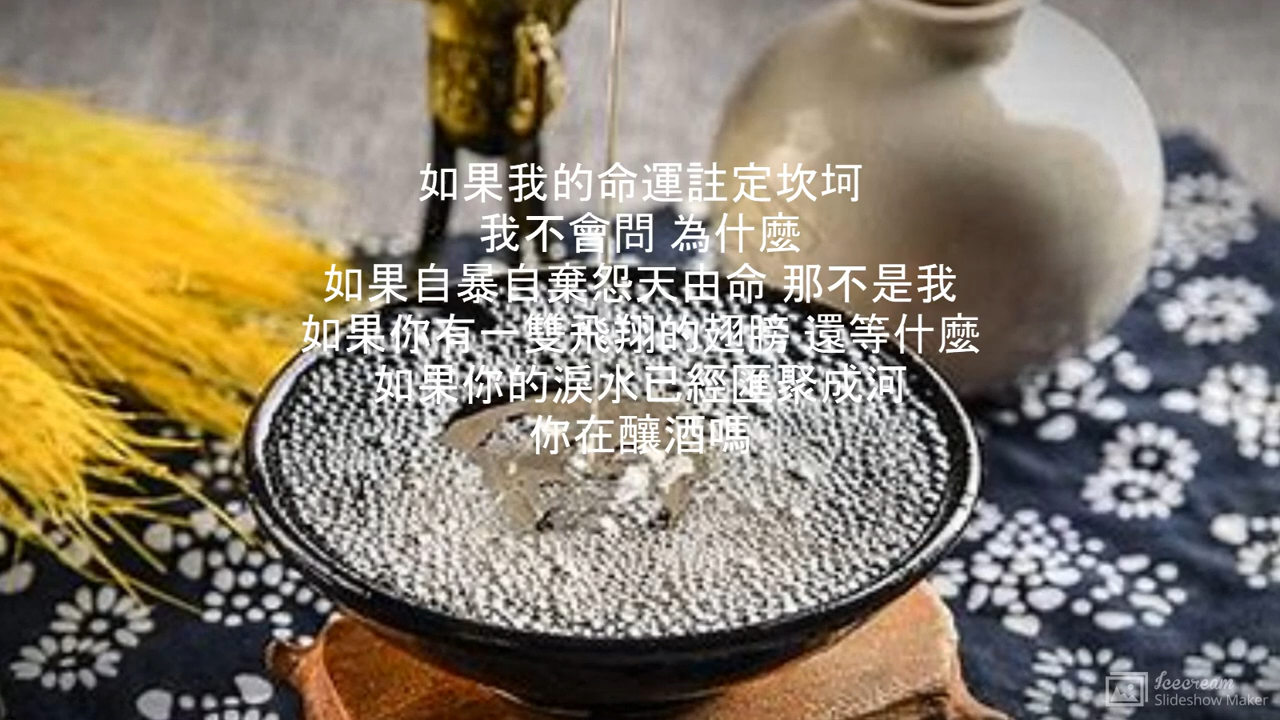 如果我的命運註定坎坷
我不會問 為什麼
如果自暴自棄怨天由命 那不是我
如果你有一雙飛翔的翅膀 還等什麼
如果你的淚水已經匯聚成河
你在釀酒嗎
Icecream
Slideshow Maker